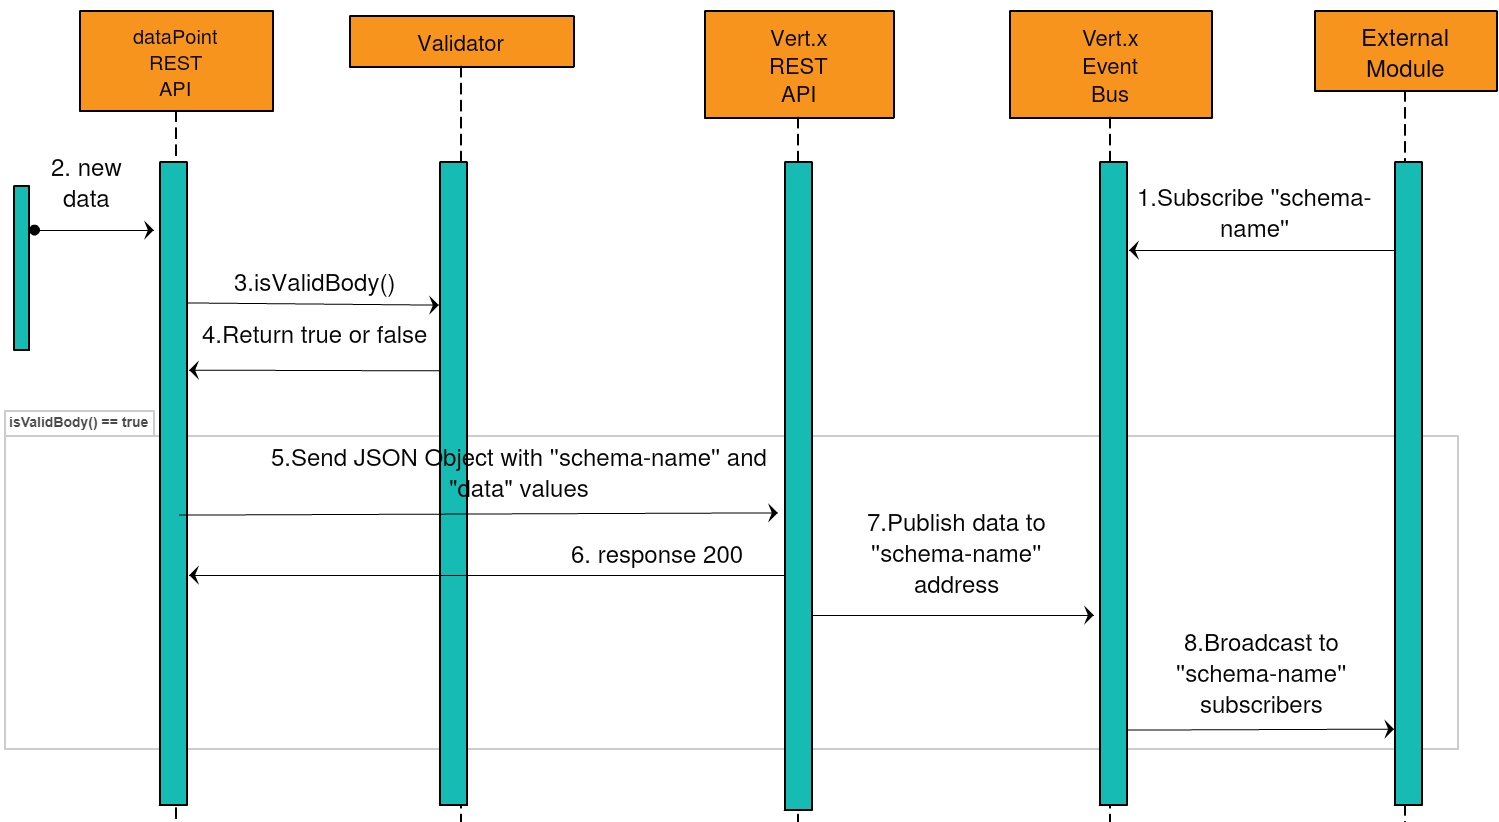 dataPoint
REST
API
Validator
Vert.x
REST
API
Vert.x
Event
Bus
External
Module
2. new
data
1.Subscribe "schema-
name"
3.isValidBody()
4.Return true or false
isValidBody() == true
5.Send JSON Object with "schema-name" and
"data" values
6. response 200
7.Publish data to
"schema-name"
address
8.Broadcast to
"schema-name"
subscribers